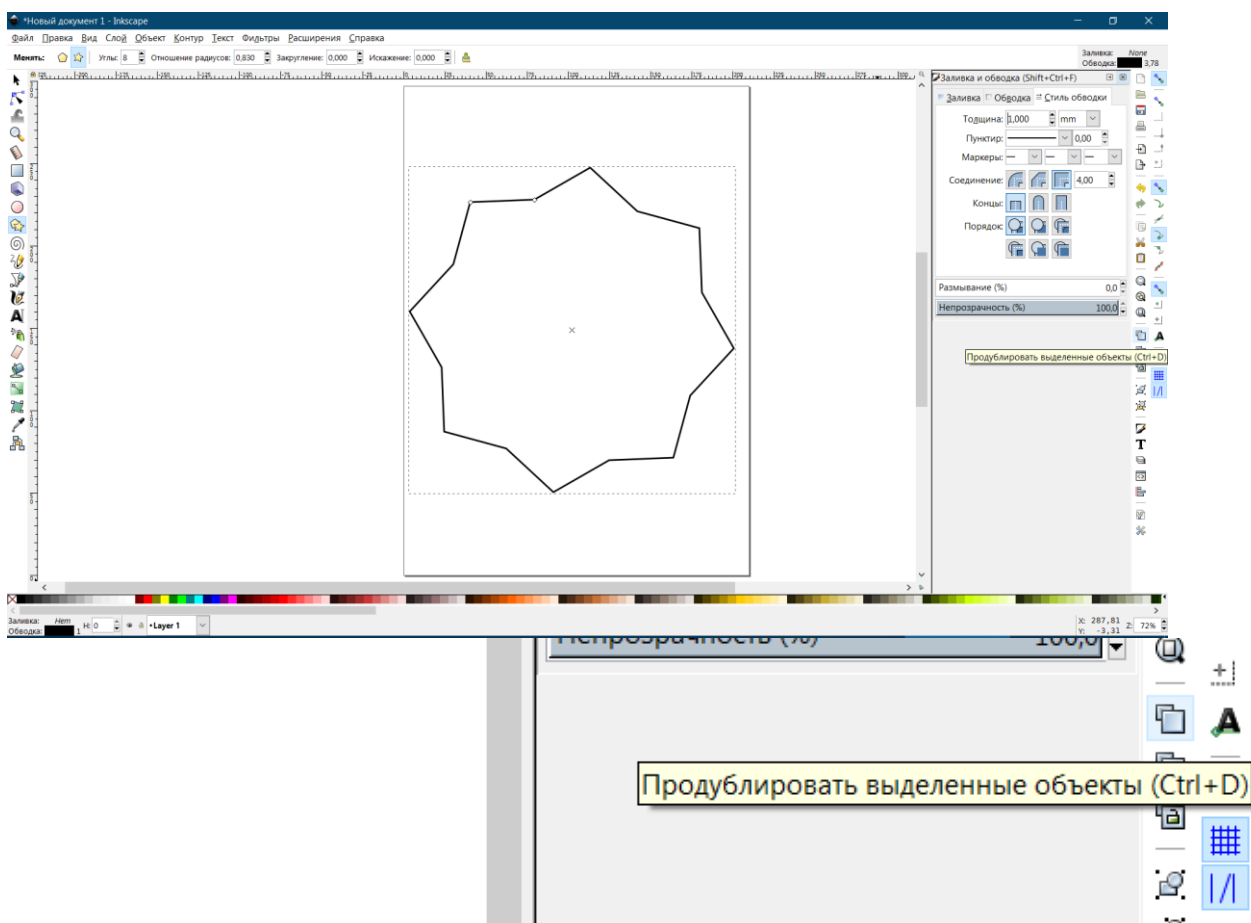 *Новый документ 1 - Inkscape
Файл Правка Вид Слой Объект Контур Текст Фильтры Расширения Справка
Менять: Углы: 8 Отношение радиусов: 0,830 Закругление: 0,000 Искажение: 0,000
Заливка: None
Обводка: 3,78
Заливка и обводка (Shift+Ctrl+F)
Заливка Обводка Стиль обводки
Толщина: 1,000 mm
Пунктир: 0,00
Маркеры:
Соединение: 4,00
Концы:
Порядок:
Размывание (%) 0,0
Непрозрачность (%) 100,0
Продублировать выделенные объекты (Ctrl+D)
Заливка: Нет
Обводка: 1
Н: 0 •Layer 1
X: 287,81
Y: -3,31
Z: 72%
Непрозрачность (%) 100,0
Продублировать выделенные объекты (Ctrl+D)